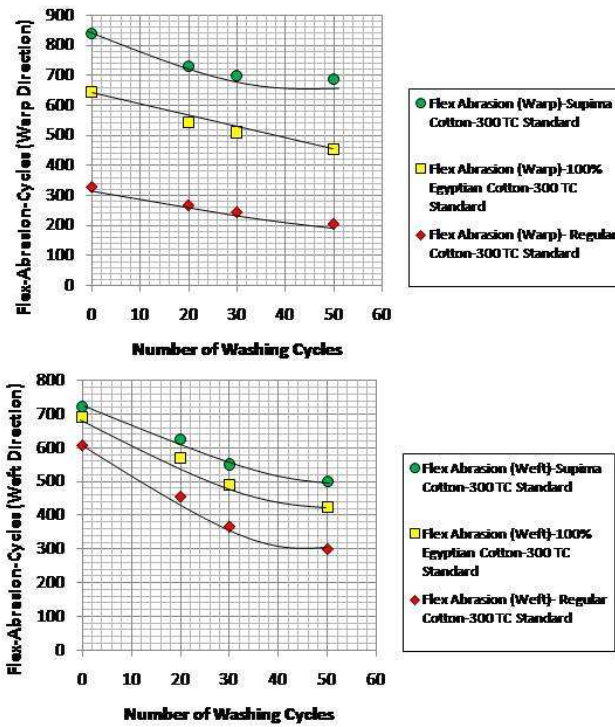 Flex-Abrasion-Cycles (Warp Direction)
900
800
700
600
500
400
300
200
100
0
0 10 20 30 40 50 60
Number of Washing Cycles
Flex Abrasion (Warp)-Supima
Cotton-300 TC Standard
Flex Abrasion (Warp)-100%
Egyptian Cotton-300 TC
Standard
Flex Abrasion (Warp)- Regular
Cotton-300 TC Standard
Flex-Abrasion-Cycles (Weft Direction)
800
700
600
500
400
300
200
100
0
0 10 20 30 40 50 60
Number of Washing Cycles
Flex Abrasion (Weft)-Supima
Cotton-300 TC Standard
Flex Abrasion (Weft)-100%
Egyptian Cotton-300 TC
Standard
Flex Abrasion (Weft)- Regular
Cotton-300 TC Standard